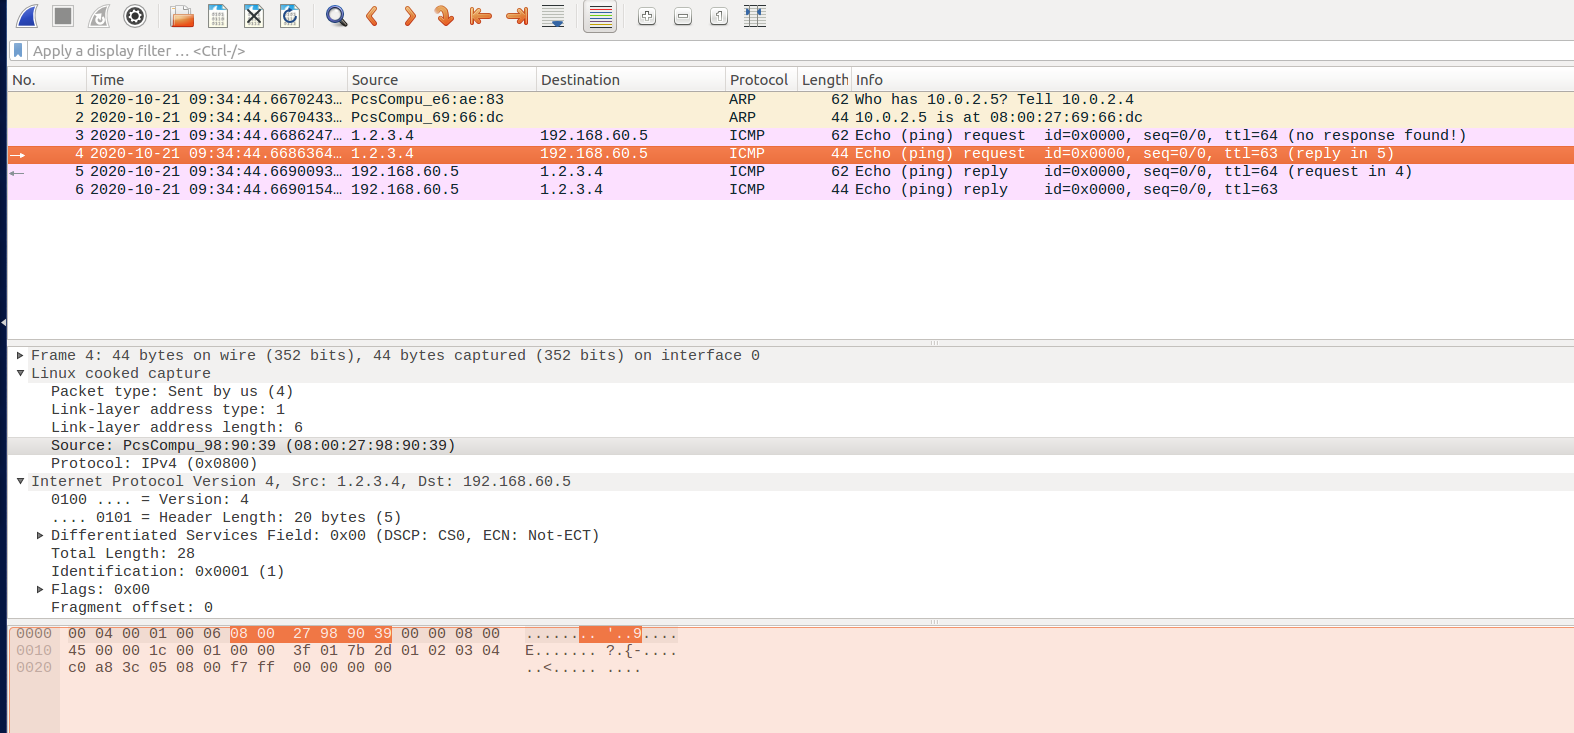 Apply a display filter … <Ctrl-/>
No. Time Source Destination Protocol Length Info
1 2020-10-21 09:34:44.6670243… PcsCompu_e6:ae:83 ARP 62 Who has 10.0.2.5? Tell 10.0.2.4
2 2020-10-21 09:34:44.6670433… PcsCompu_69:66:dc ARP 44 10.0.2.5 is at 08:00:27:69:66:dc
3 2020-10-21 09:34:44.6686247… 1.2.3.4 192.168.60.5 ICMP 62 Echo (ping) request id=0x0000, seq=0/0, ttl=64 (no response found!)
4 2020-10-21 09:34:44.6686364… 1.2.3.4 192.168.60.5 ICMP 44 Echo (ping) request id=0x0000, seq=0/0, ttl=63 (reply in 5)
5 2020-10-21 09:34:44.6690093… 192.168.60.5 1.2.3.4 ICMP 62 Echo (ping) reply id=0x0000, seq=0/0, ttl=64 (request in 4)
6 2020-10-21 09:34:44.6690154… 192.168.60.5 1.2.3.4 ICMP 44 Echo (ping) reply id=0x0000, seq=0/0, ttl=63
Frame 4: 44 bytes on wire (352 bits), 44 bytes captured (352 bits) on interface 0
Linux cooked capture
Packet type: Sent by us (4)
Link-layer address type: 1
Link-layer address length: 6
Source: PcsCompu_98:90:39 (08:00:27:98:90:39)
Protocol: IPv4 (0x0800)
Internet Protocol Version 4, Src: 1.2.3.4, Dst: 192.168.60.5
0100 .... = Version: 4
.... 0101 = Header Length: 20 bytes (5)
Differentiated Services Field: 0x00 (DSCP: CS0, ECN: Not-ECT)
Total Length: 28
Identification: 0x0001 (1)
Flags: 0x00
Fragment offset: 0
0000 00 04 00 01 00 06 08 00 27 98 90 39 00 00 08 00 ........ '..9....
0010 45 00 00 1c 00 01 00 00 3f 01 7b 2d 01 02 03 04 E....... ?.{-....
0020 c0 a8 3c 05 08 00 f7 ff 00 00 00 00 ..<..... ....